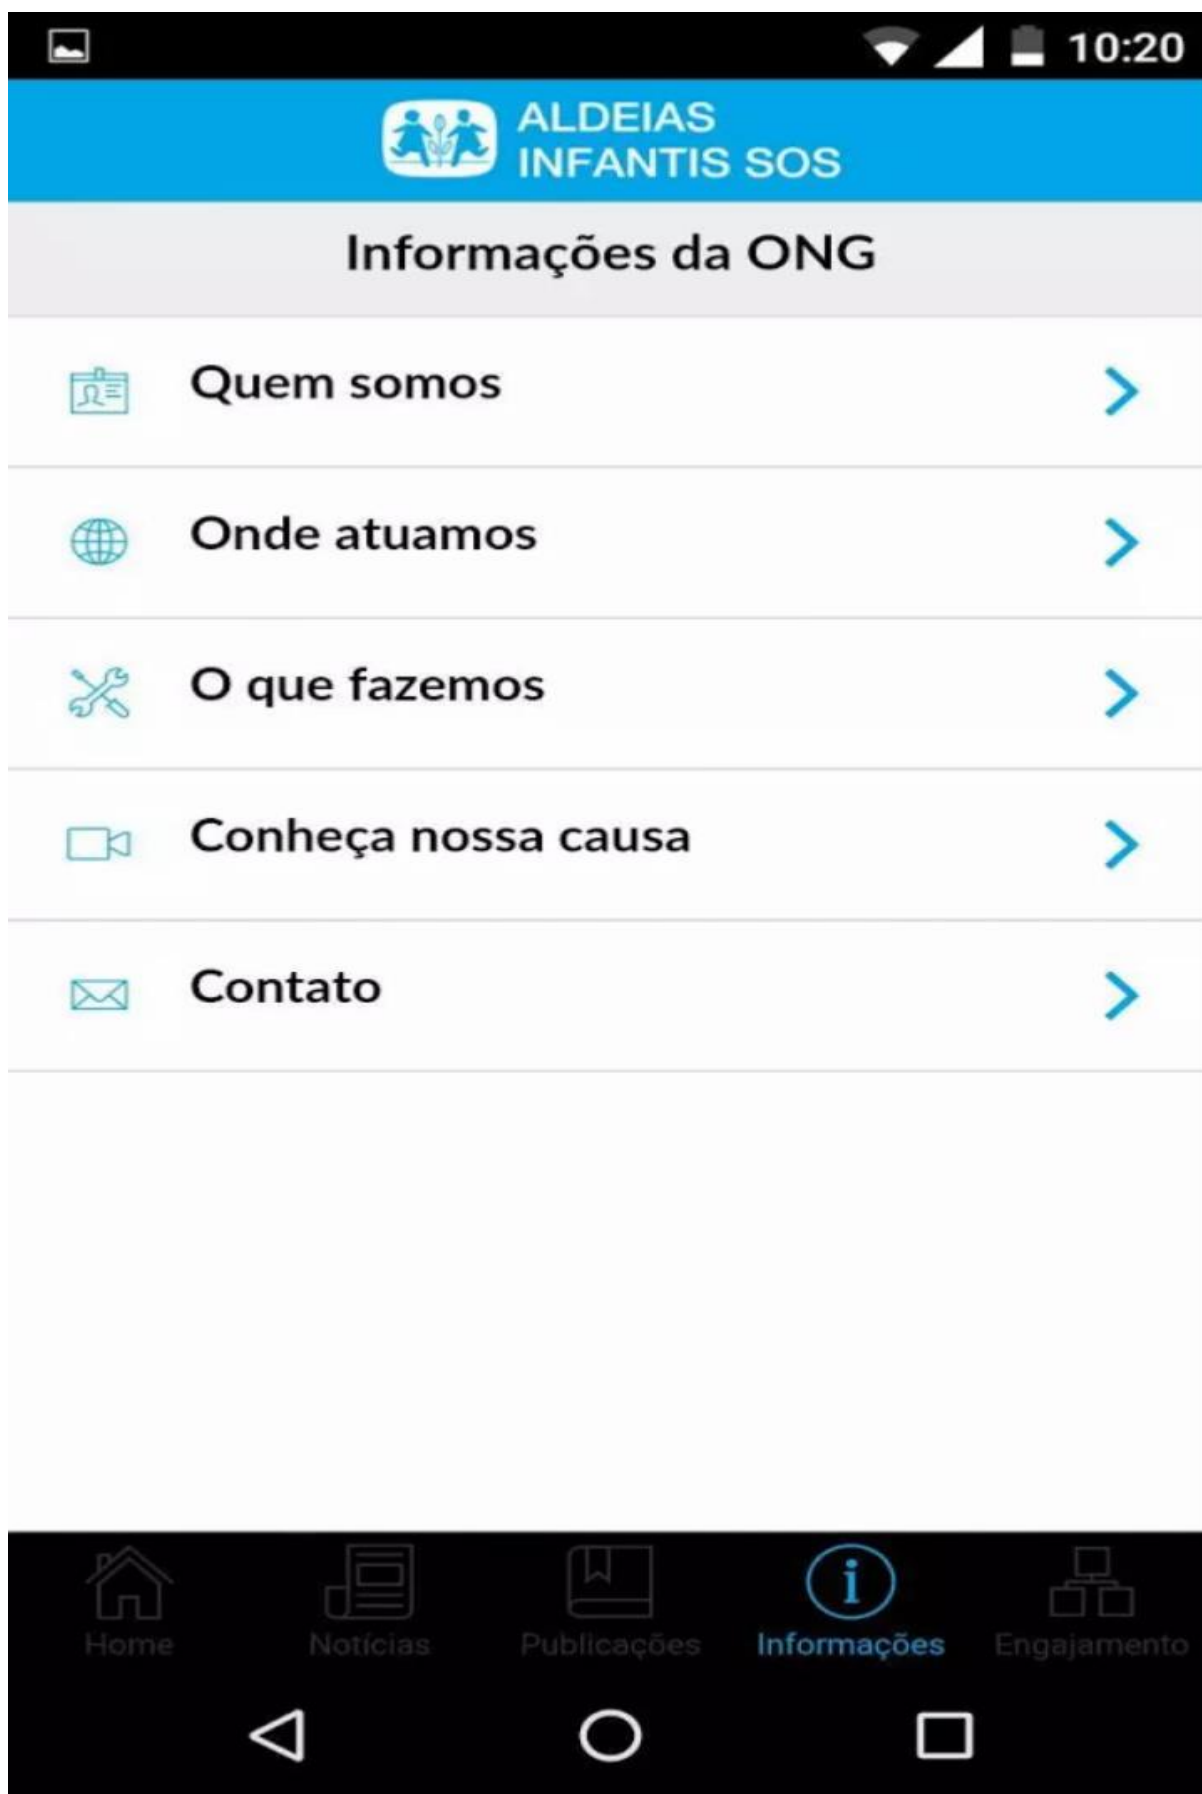 10:20
ALDEIAS
INFANTIS SOS
Informações da ONG
Quem somos
Onde atuamos
O que fazemos
Conheça nossa causa
Contato
Home Notícias Publicações Informações Engajamento